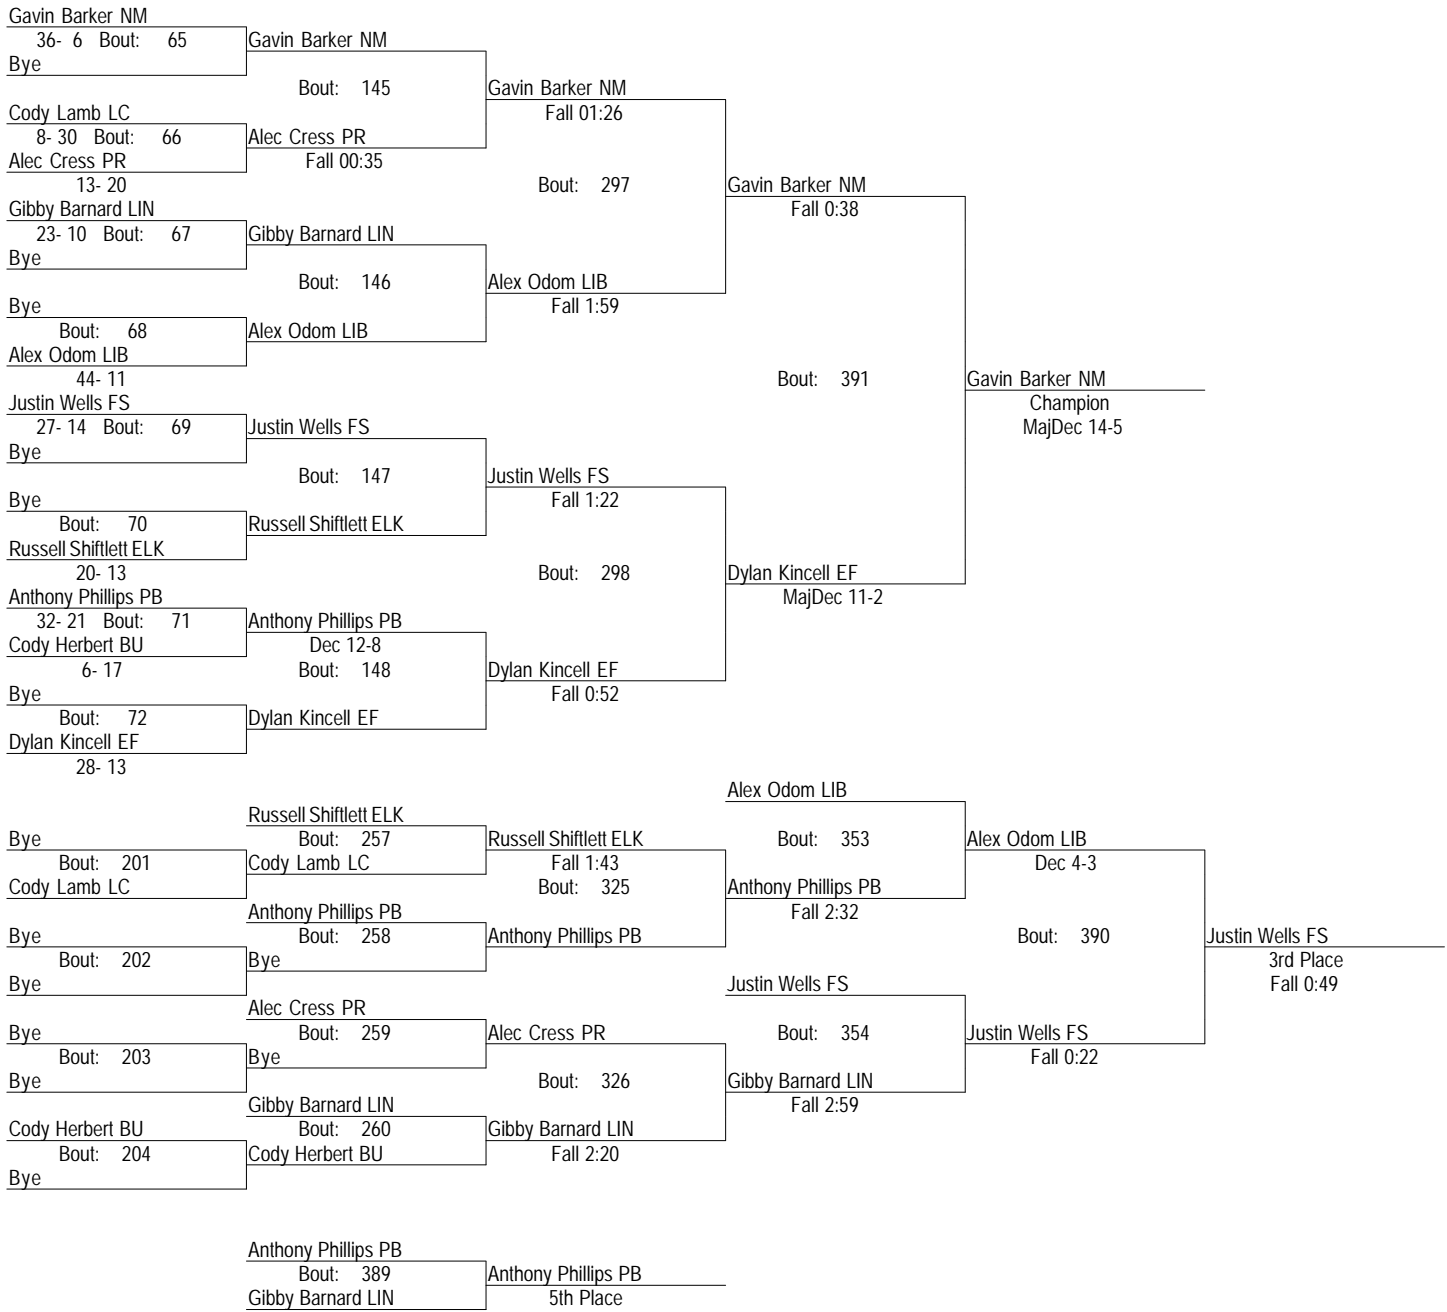 Gavin Barker NM
36- 6 Bout: 65 Gavin Barker NM
Bye
Bout: 145 Gavin Barker NM
Cody Lamb LC Fall 01:26
8- 30 Bout: 66 Alec Cress PR
Alec Cress PR Fall 00:35
13- 20 Bout: 297 Gavin Barker NM
Gibby Barnard LIN Fall 0:38
23- 10 Bout: 67 Gibby Barnard LIN
Bye
Bout: 146 Alex Odom LIB
Bye Fall 1:59
Bout: 68 Alex Odom LIB
Alex Odom LIB
44- 11 Bout: 391 Gavin Barker NM
Justin Wells FS Champion
27- 14 Bout: 69 Justin Wells FS MajDec 14-5
Bye
Bout: 147 Justin Wells FS
Bye Fall 1:22
Bout: 70 Russell Shiftlett ELK
Russell Shiftlett ELK
20- 13 Bout: 298 Dylan Kincell EF
Anthony Phillips PB MajDec 11-2
32- 21 Bout: 71 Anthony Phillips PB
Cody Herbert BU Dec 12-8
6- 17 Bout: 148 Dylan Kincell EF
Bye Fall 0:52
Bout: 72 Dylan Kincell EF
Dylan Kincell EF
28- 13
Alex Odom LIB
Russell Shiftlett ELK
Bye Bout: 257 Russell Shiftlett ELK Bout: 353 Alex Odom LIB
Bout: 201 Cody Lamb LC Fall 1:43 Dec 4-3
Cody Lamb LC Bout: 325 Anthony Phillips PB
Anthony Phillips PB Fall 2:32
Bye Bout: 258 Anthony Phillips PB Bout: 390 Justin Wells FS
Bout: 202 Bye 3rd Place
Bye Justin Wells FS Fall 0:49
Alec Cress PR
Bye Bout: 259 Alec Cress PR Bout: 354 Justin Wells FS
Bout: 203 Bye Fall 0:22
Bye Bout: 326 Gibby Barnard LIN
Gibby Barnard LIN Fall 2:59
Cody Herbert BU Bout: 260 Gibby Barnard LIN
Bout: 204 Cody Herbert BU Fall 2:20
Bye
Anthony Phillips PB
Bout: 389 Anthony Phillips PB
Gibby Barnard LIN 5th Place